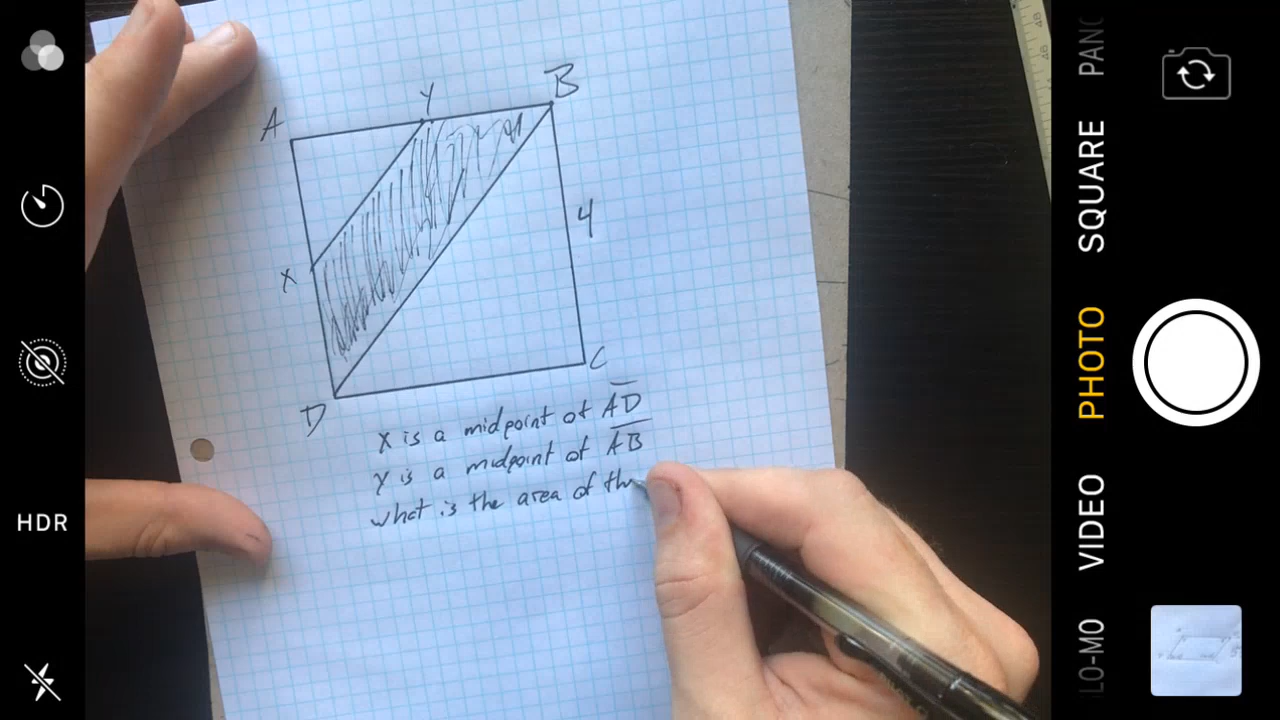 HDR
A
Y
B
4
X
C
D
X is a midpoint of AD
Y is a midpoint of AB
what is the area of th
LO-MO
VIDEO
PHOTO
SQUARE
PANO